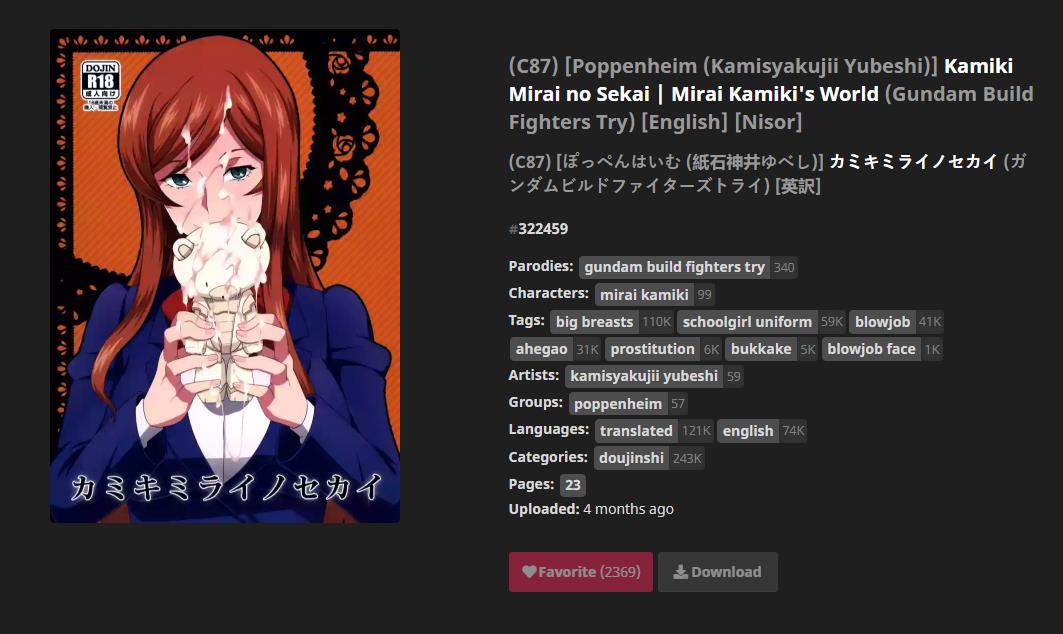 DOJIN
R18
成人向け
カミキミライノセカイ
(C87) [Poppenheim (Kamisyakujii Yubeshi)] Kamiki
Mirai no Sekai | Mirai Kamiki's World (Gundam Build
Fighters Try) [English] [Nisor]
(C87) [ぽっぺんはいむ (紙石神井ゆべし)] カミキミライノセカイ (ガ
ンダムビルドファイターズトライ) [英訳]
#322459
Parodies: gundam build fighters try 340
Characters: mirai kamiki 99
Tags: big breasts 110K schoolgirl uniform 59K blowjob 41K
ahegao 31K prostitution 6K bukkake 5K blowjob face 1K
Artists: kamisyakujii yubeshi 59
Groups: poppenheim 57
Languages: translated 121K english 74K
Categories: doujinshi 243K
Pages: 23
Uploaded: 4 months ago
Favorite (2369) Download